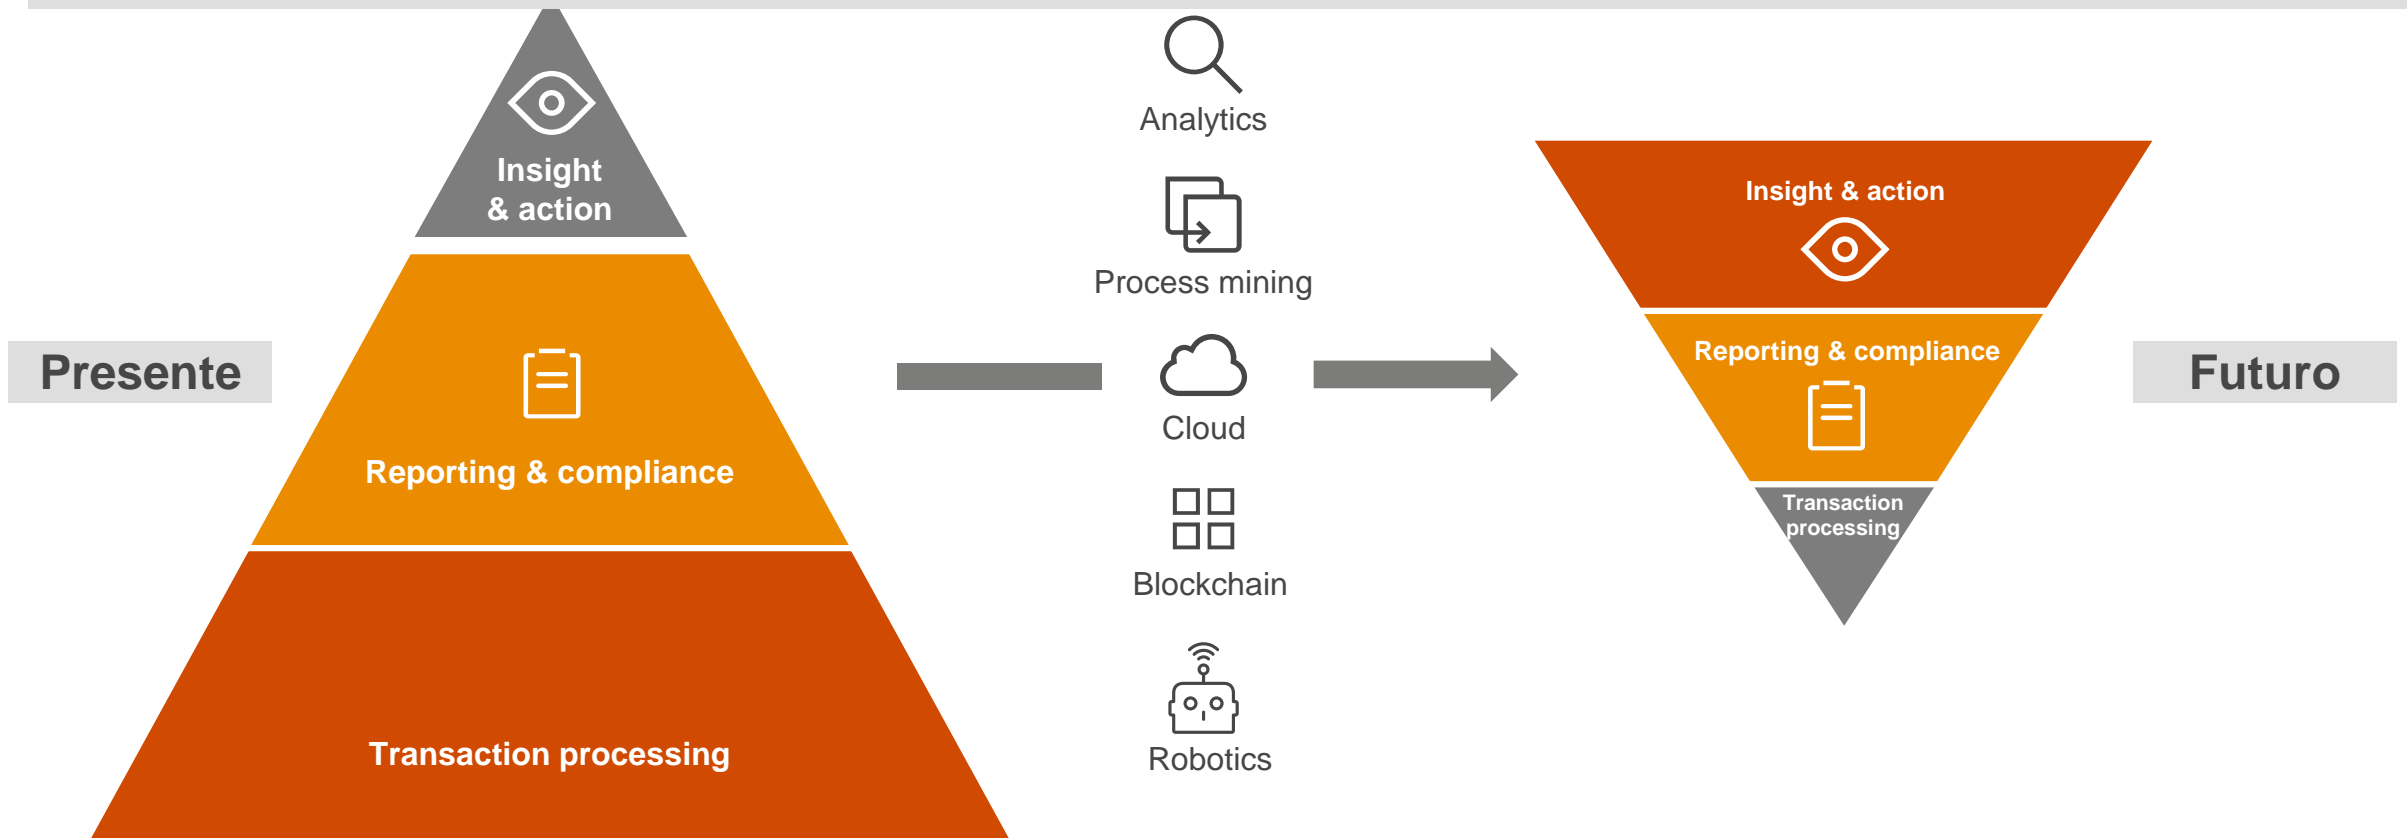 Presente
Insight
& action
Reporting & compliance
Transaction processing
Analytics
Process mining
Cloud
Blockchain
Robotics
Insight & action
Reporting & compliance
Transaction
processing
Futuro